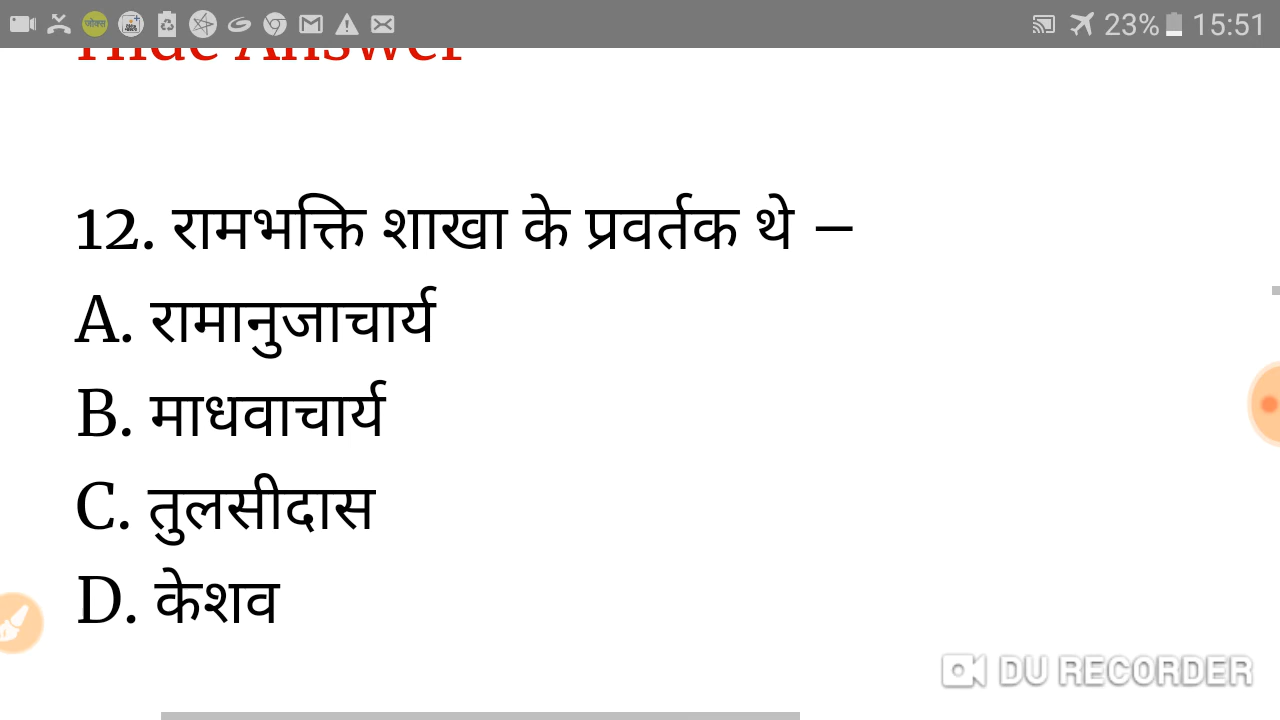 23% 15:51
Hide Answer
12. रामभक्ति शाखा के प्रवर्तक थे –
A. रामानुजाचार्य
B. माधवाचार्य
C. तुलसीदास
D. केशव
DU RECORDER